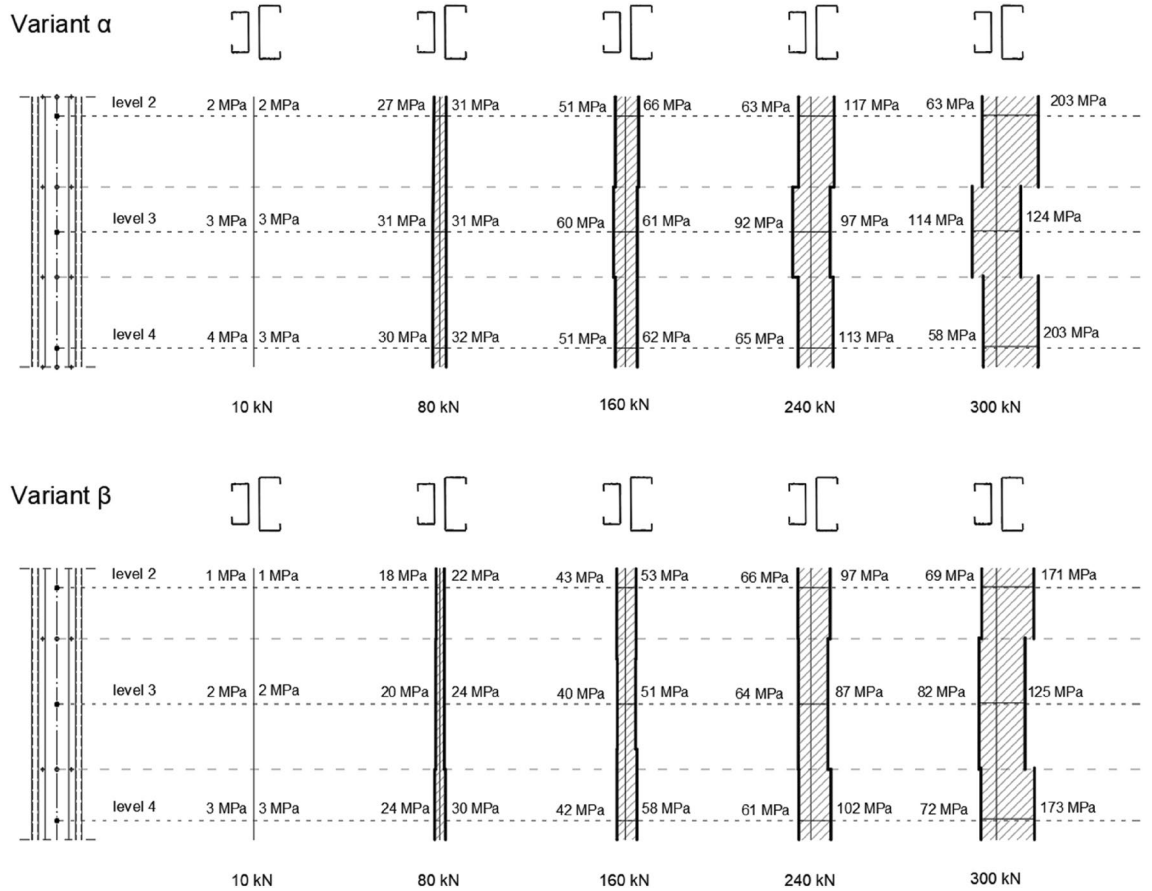 Variant α
level 2 2 MPa 2 MPa 27 MPa 31 MPa 51 MPa 66 MPa 63 MPa 117 MPa 63 MPa 203 MPa
level 3 3 MPa 3 MPa 31 MPa 31 MPa 60 MPa 61 MPa 92 MPa 97 MPa 114 MPa 124 MPa
level 4 4 MPa 3 MPa 30 MPa 32 MPa 51 MPa 62 MPa 65 MPa 113 MPa 58 MPa 203 MPa
10 kN 80 kN 160 kN 240 kN 300 kN
Variant β
level 2 1 MPa 1 MPa 18 MPa 22 MPa 43 MPa 53 MPa 66 MPa 97 MPa 69 MPa 171 MPa
level 3 2 MPa 2 MPa 20 MPa 24 MPa 40 MPa 51 MPa 64 MPa 87 MPa 82 MPa 125 MPa
level 4 3 MPa 3 MPa 24 MPa 30 MPa 42 MPa 58 MPa 61 MPa 102 MPa 72 MPa 173 MPa
10 kN 80 kN 160 kN 240 kN 300 kN